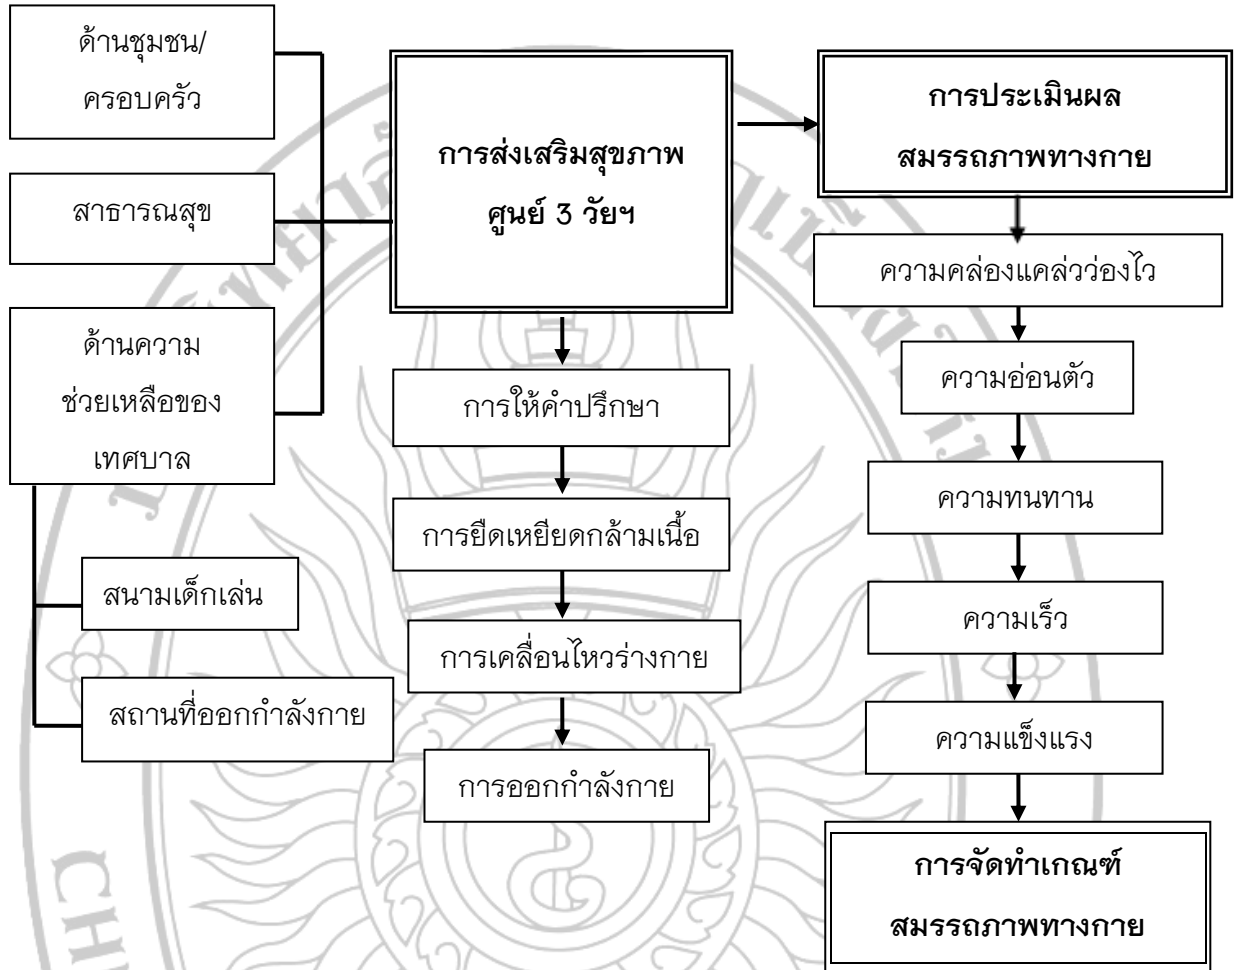 ด้านชุมชน/
ครอบครัว
สาธารณสุข
ด้านความ
ช่วยเหลือของ
เทศบาล
สนามเด็กเล่น
สถานที่ออกกำลังกาย
การส่งเสริมสุขภาพ
ศูนย์ 3 วัยฯ
การให้คำปรึกษา
การยืดเหยียดกล้ามเนื้อ
การเคลื่อนไหวร่างกาย
การออกกำลังกาย
การประเมินผล
สมรรถภาพทางกาย
ความคล่องแคล่วว่องไว
ความอ่อนตัว
ความทนทาน
ความเร็ว
ความแข็งแรง
การจัดทำเกณฑ์
สมรรถภาพทางกาย